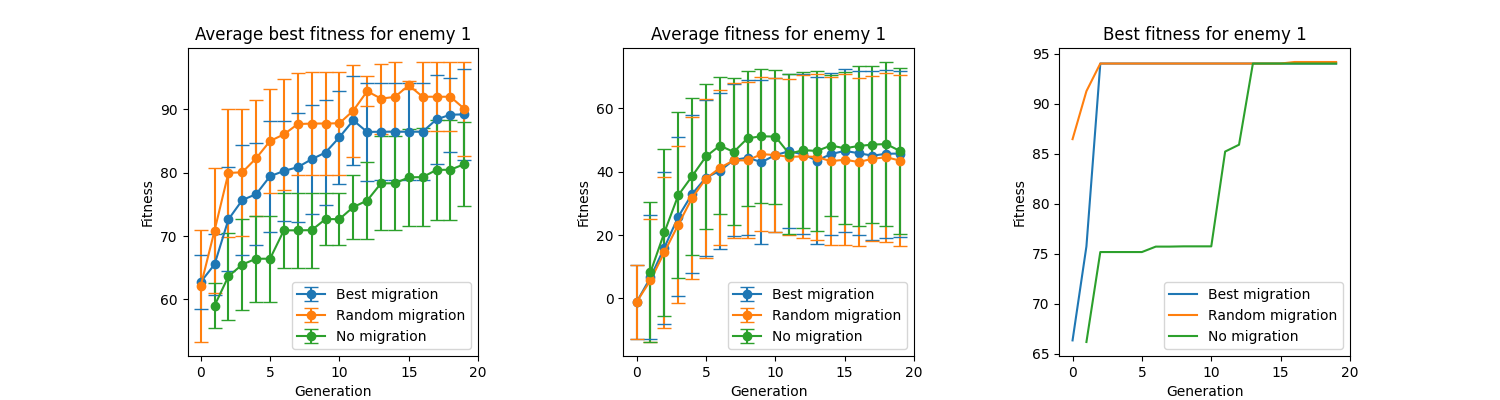 Average best fitness for enemy 1
Fitness
90
80
70
60
0
5
10
15
20
Generation
Best migration
Random migration
No migration
Average fitness for enemy 1
Fitness
60
40
20
0
0
5
10
15
20
Generation
Best migration
Random migration
No migration
Best fitness for enemy 1
Fitness
95
90
85
80
75
70
65
0
5
10
15
20
Generation
Best migration
Random migration
No migration